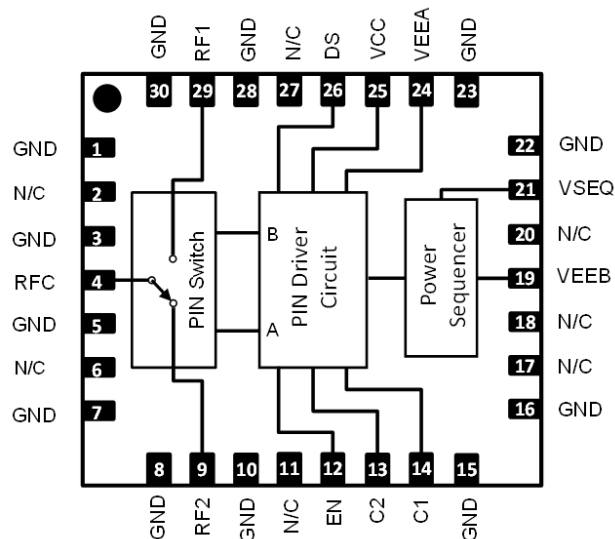 GND
RF1
GND
N/C
DS
VCC
VEEA
GND
30
29
28
27
26
25
24
23
GND 1
N/C 2
GND 3
RFC 4
GND 5
N/C 6
GND 7
22 GND
21 VSEQ
20 N/C
19 VEEB
18 N/C
17 N/C
16 GND
PIN Switch
B
A
PIN Driver
Circuit
Power
Sequencer
8
9
10
11
12
13
14
15
GND
RF2
GND
N/C
EN
C2
C1
GND